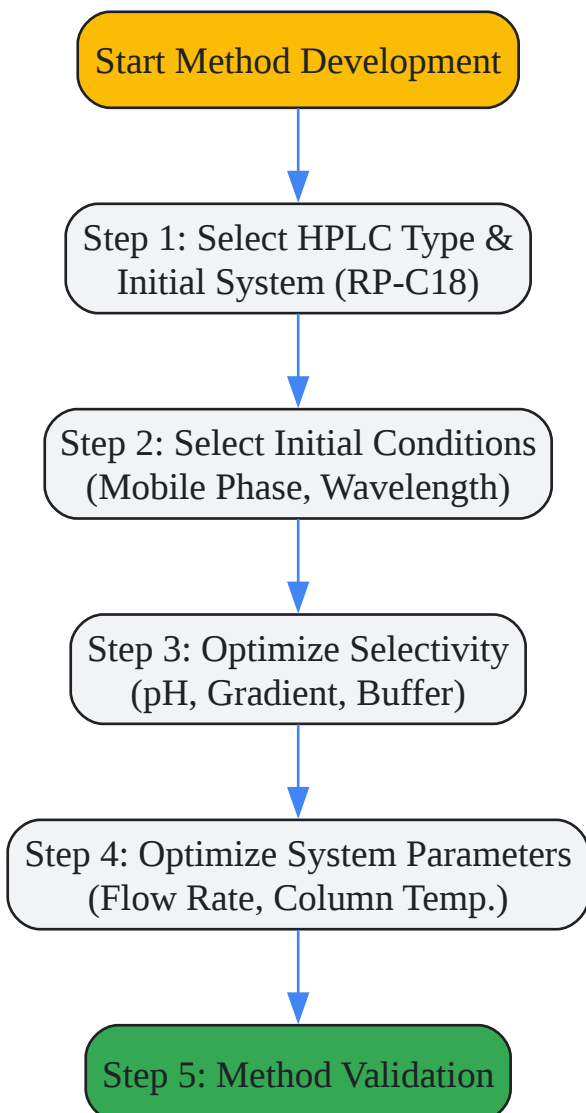 Start Method Development
Step 1: Select HPLC Type &
Initial System (RP-C18)
Step 2: Select Initial Conditions
(Mobile Phase, Wavelength)
Step 3: Optimize Selectivity
(pH, Gradient, Buffer)
Step 4: Optimize System Parameters
(Flow Rate, Column Temp.)
Step 5: Method Validation